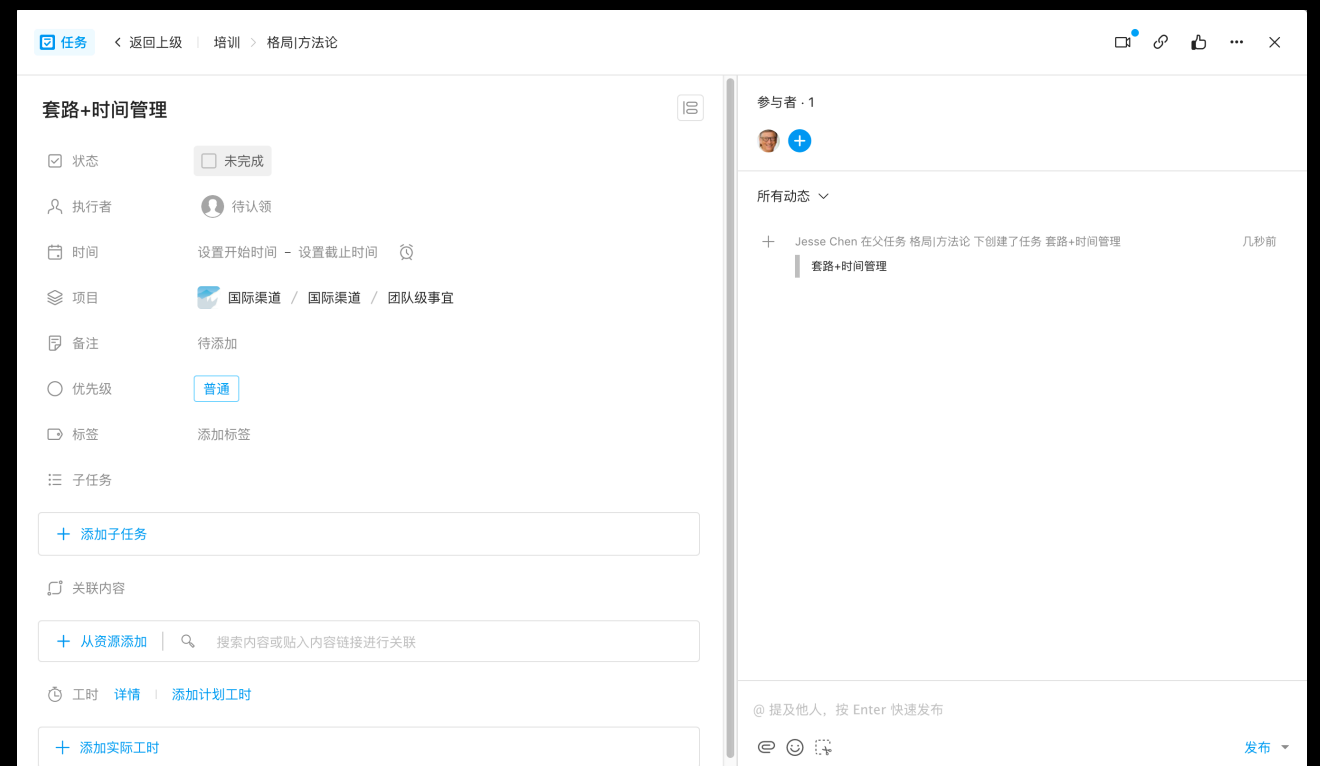 任务 返回上级 培训 格局|方法论
套路+时间管理
状态 未完成
执行者 待认领
时间 设置开始时间 – 设置截止时间
项目 国际渠道 / 国际渠道 / 团队级事宜
备注 待添加
优先级 普通
标签 添加标签
子任务
添加子任务
关联内容
从资源添加 搜索内容或贴入内容链接进行关联
工时 详情 添加计划工时
添加实际工时
参与者 · 1
所有动态
Jesse Chen 在父任务 格局|方法论 下创建了任务 套路+时间管理 几秒前
套路+时间管理
@ 提及他人，按 Enter 快速发布
发布